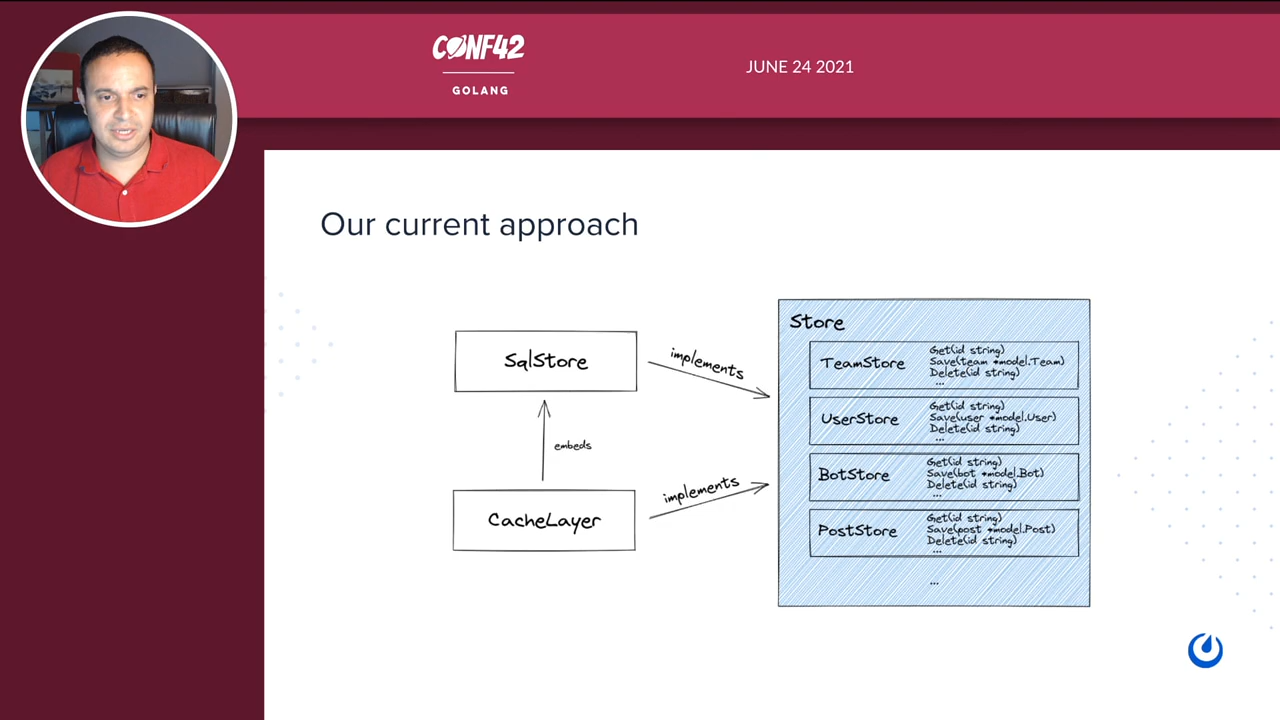 CONF42
GOLANG
JUNE 24 2021
Our current approach
SqlStore
embeds
CacheLayer
implements
implements
Store
TeamStore
Get(id string)
Save(team *model.Team)
Delete(id string)
...
UserStore
Get(id string)
Save(user *model.User)
Delete(id string)
...
BotStore
Get(id string)
Save(bot *model.Bot)
Delete(id string)
...
PostStore
Get(id string)
Save(post *model.Post)
Delete(id string)
...
...